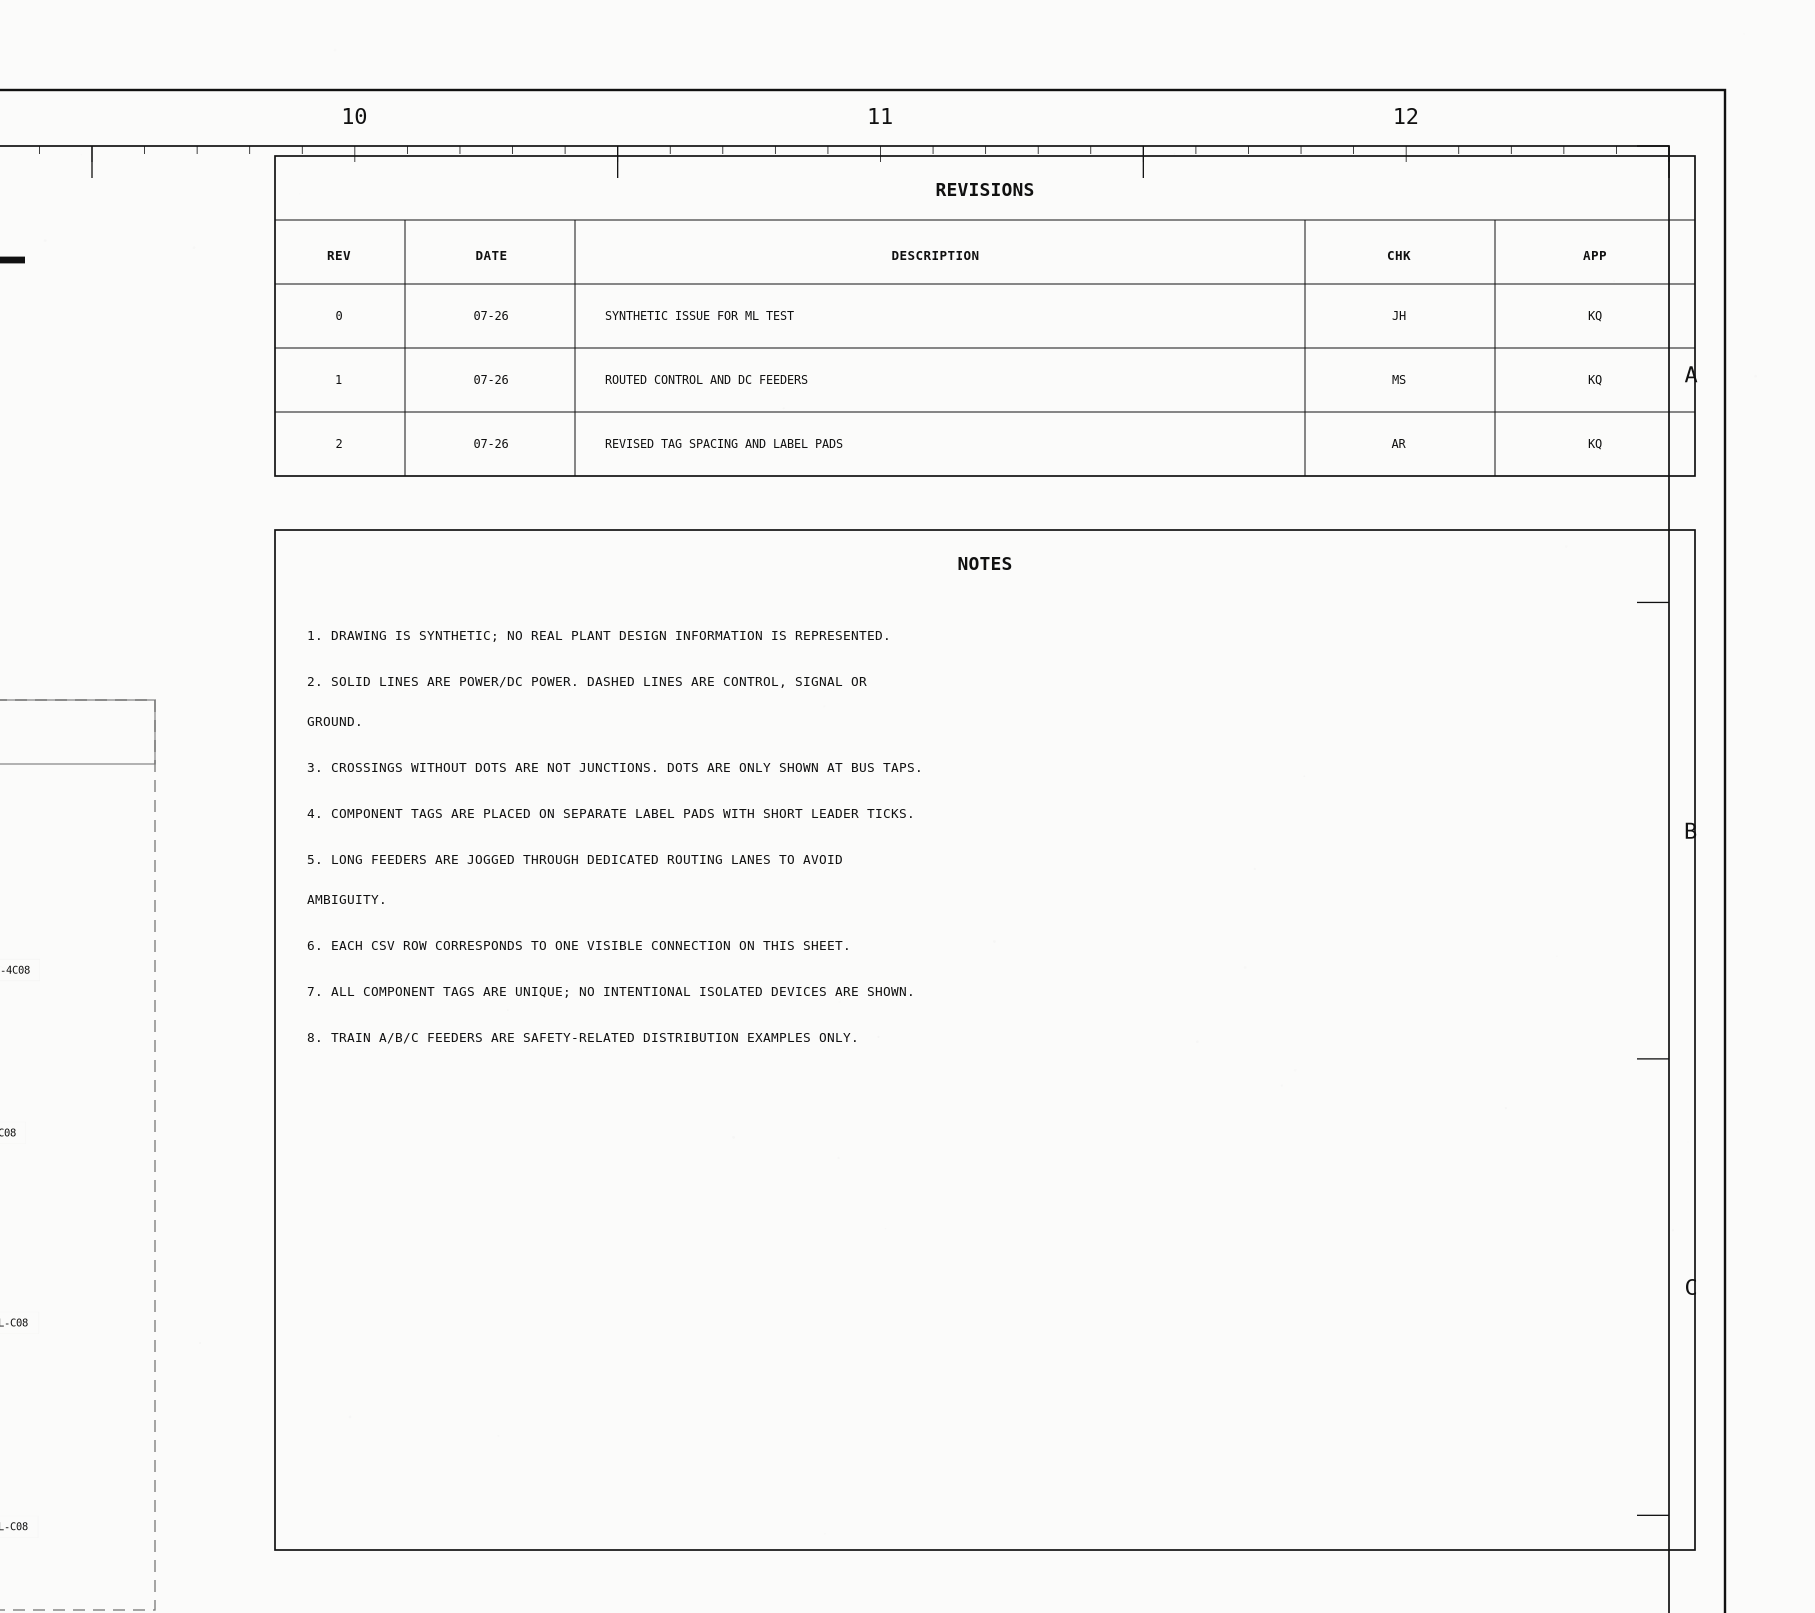 10 11 12
REVISIONS
REV DATE DESCRIPTION CHK APP
0 07-26 SYNTHETIC ISSUE FOR ML TEST JH KQ
1 07-26 ROUTED CONTROL AND DC FEEDERS MS KQ
A
2 07-26 REVISED TAG SPACING AND LABEL PADS AR KQ
NOTES
1. DRAWING IS SYNTHETIC; NO REAL PLANT DESIGN INFORMATION IS REPRESENTED.
2. SOLID LINES ARE POWER/DC POWER. DASHED LINES ARE CONTROL, SIGNAL OR
GROUND.
3. CROSSINGS WITHOUT DOTS ARE NOT JUNCTIONS. DOTS ARE ONLY SHOWN AT BUS TAPS.
4. COMPONENT TAGS ARE PLACED ON SEPARATE LABEL PADS WITH SHORT LEADER TICKS.
B
5. LONG FEEDERS ARE JOGGED THROUGH DEDICATED ROUTING LANES TO AVOID
AMBIGUITY.
6. EACH CSV ROW CORRESPONDS TO ONE VISIBLE CONNECTION ON THIS SHEET.
-4C08
7. ALL COMPONENT TAGS ARE UNIQUE; NO INTENTIONAL ISOLATED DEVICES ARE SHOWN.
8. TRAIN A/B/C FEEDERS ARE SAFETY-RELATED DISTRIBUTION EXAMPLES ONLY.
C08
C
L-C08
L-C08